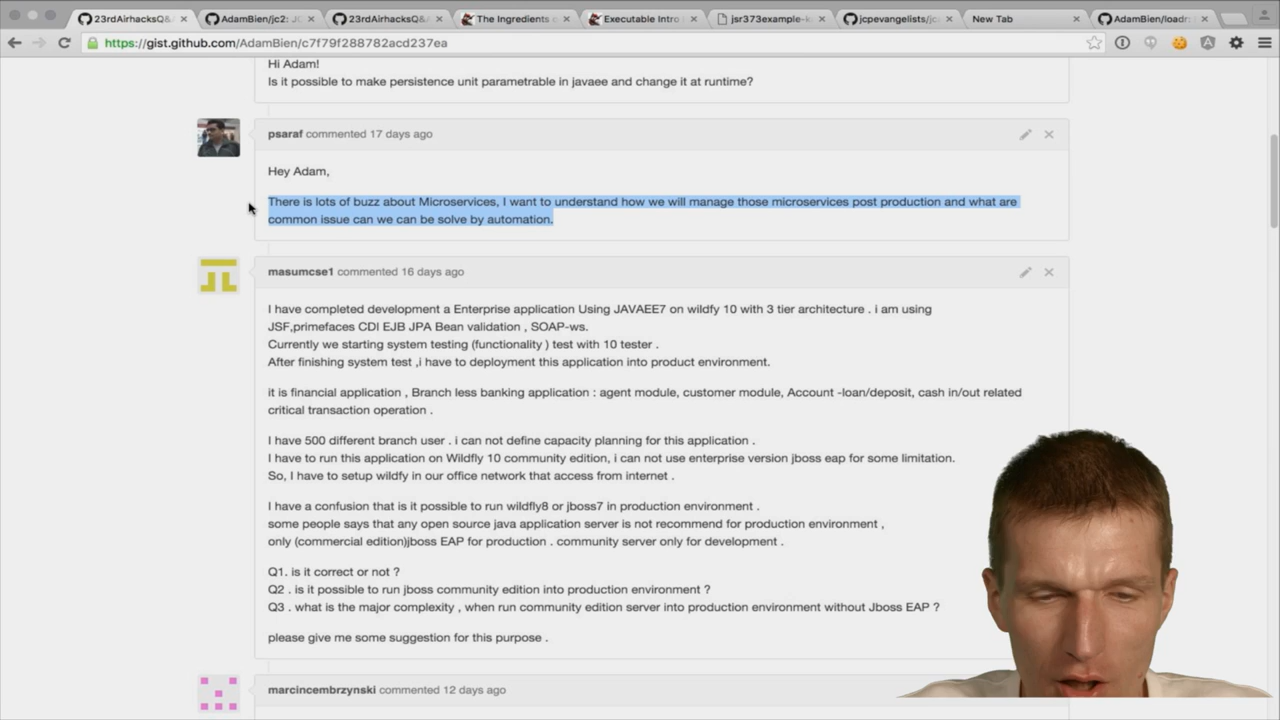 23rdAirhacksQ&
AdamBien/jc2: J
23rdAirhacksQ&
The Ingredients o
Executable Intro
jsr373example-k
jcpevangelists/jc
New Tab
AdamBien/loadr:
https://gist.github.com/AdamBien/c7f79f288782acd237ea
Hi Adam!
Is it possible to make persistence unit parametrable in javaee and change it at runtime?
psaraf commented 17 days ago
Hey Adam,
There is lots of buzz about Microservices, I want to understand how we will manage those microservices post production and what are
common issue can we can be solve by automation.
masumcse1 commented 16 days ago
I have completed development a Enterprise application Using JAVAEE7 on wildfy 10 with 3 tier architecture . i am using
JSF,primefaces CDI EJB JPA Bean validation , SOAP-ws.
Currently we starting system testing (functionality ) test with 10 tester .
After finishing system test ,i have to deployment this application into product environment.
it is financial application , Branch less banking application : agent module, customer module, Account -loan/deposit, cash in/out related
critical transaction operation .
I have 500 different branch user . i can not define capacity planning for this application .
I have to run this application on Wildfly 10 community edition, i can not use enterprise version jboss eap for some limitation.
So, I have to setup wildfly in our office network that access from internet .
I have a confusion that is it possible to run wildfly8 or jboss7 in production environment .
some people says that any open source java application server is not recommend for production environment ,
only (commercial edition)jboss EAP for production . community server only for development .
Q1. is it correct or not ?
Q2 . is it possible to run jboss community edition into production environment ?
Q3 . what is the major complexity , when run community edition server into production environment without Jboss EAP ?
please give me some suggestion for this purpose .
marcincembrzynski commented 12 days ago